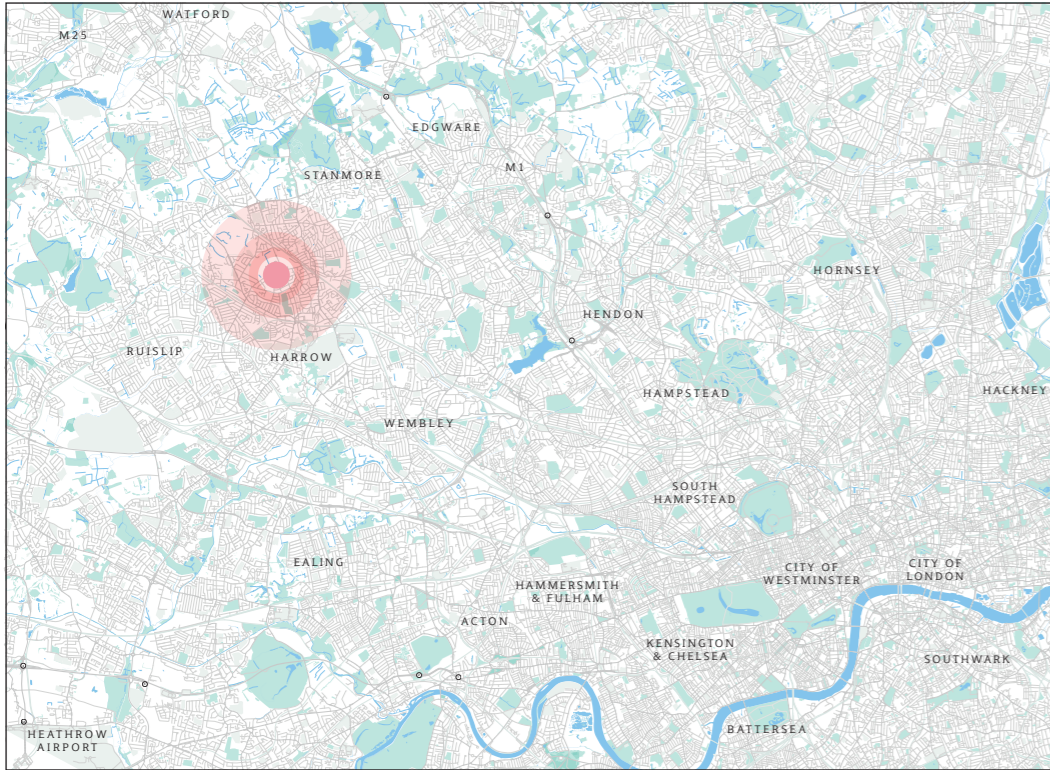 WATFORD
M25
EDGWARE
M1
STANMORE
HORNSEY
HENDON
RUISLIP
HARROW
HACKNEY
HAMPSTEAD
WEMBLEY
SOUTH
HAMPSTEAD
EALING
CITY OF
WESTMINSTER
CITY OF
LONDON
HAMMERSMITH
& FULHAM
ACTON
KENSINGTON
& CHELSEA
SOUTHWARK
BATTERSEA
HEATHROW
AIRPORT